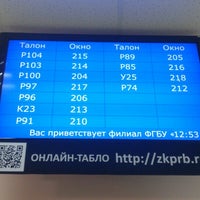 Талон Окно Талон Окно
Р104 215 Р89 205
Р103 214 Р85 216
Р100 204 У25 218
Р97 217 Р74 212
Р96 206
К23 213
Р91 210
Вас приветствует филиал ФГБУ 12:53
ОНЛАЙН-ТАБЛО http://zkprb.r